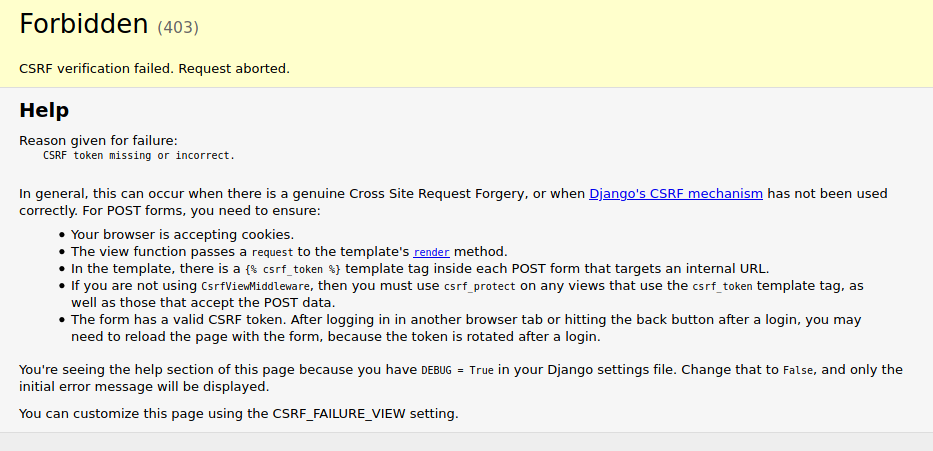 Forbidden (403)
CSRF verification failed. Request aborted.
Help
Reason given for failure:
CSRF token missing or incorrect.
In general, this can occur when there is a genuine Cross Site Request Forgery, or when Django's CSRF mechanism has not been used
correctly. For POST forms, you need to ensure:
• Your browser is accepting cookies.
• The view function passes a request to the template's render method.
• In the template, there is a {% csrf_token %} template tag inside each POST form that targets an internal URL.
• If you are not using CsrfViewMiddleware, then you must use csrf_protect on any views that use the csrf_token template tag, as
well as those that accept the POST data.
• The form has a valid CSRF token. After logging in in another browser tab or hitting the back button after a login, you may
need to reload the page with the form, because the token is rotated after a login.
You're seeing the help section of this page because you have DEBUG = True in your Django settings file. Change that to False, and only the
initial error message will be displayed.
You can customize this page using the CSRF_FAILURE_VIEW setting.